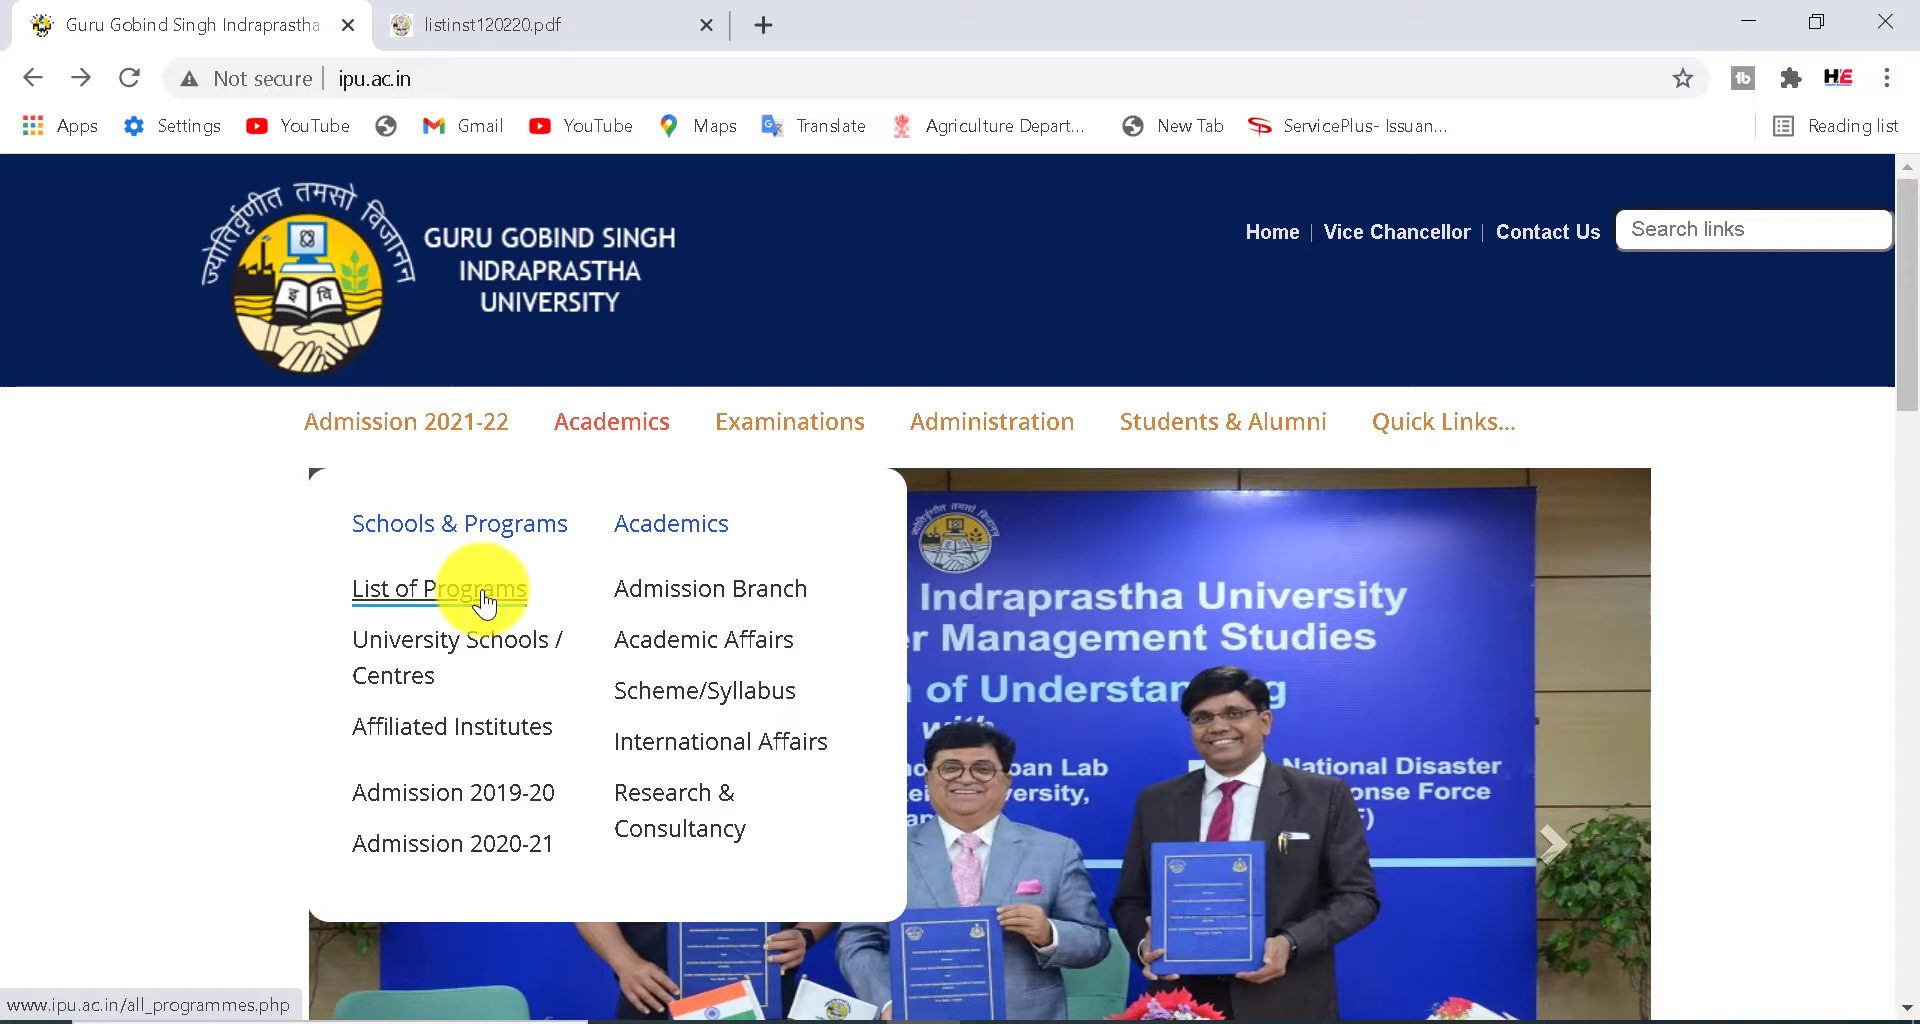 Guru Gobind Singh Indraprastha
listinst120220.pdf
Not secure
ipu.ac.in
Apps
Settings
YouTube
Gmail
YouTube
Maps
Translate
Agriculture Depart...
New Tab
ServicePlus- Issuan...
Reading list
ज्योतिर्वृणीत तमसो विजानन
इ वि
GURU GOBIND SINGH
INDRAPRASTHA
UNIVERSITY
Home
Vice Chancellor
Contact Us
Search links
Admission 2021-22
Academics
Examinations
Administration
Students & Alumni
Quick Links...
Schools & Programs
Academics
List of Programs
Admission Branch
University Schools /
Centres
Academic Affairs
Scheme/Syllabus
Affiliated Institutes
International Affairs
Admission 2019-20
Research &
Consultancy
Admission 2020-21
Indraprastha University
Management Studies
of
with
Lab
National Disaster
Force
www.ipu.ac.in/all_programmes.php